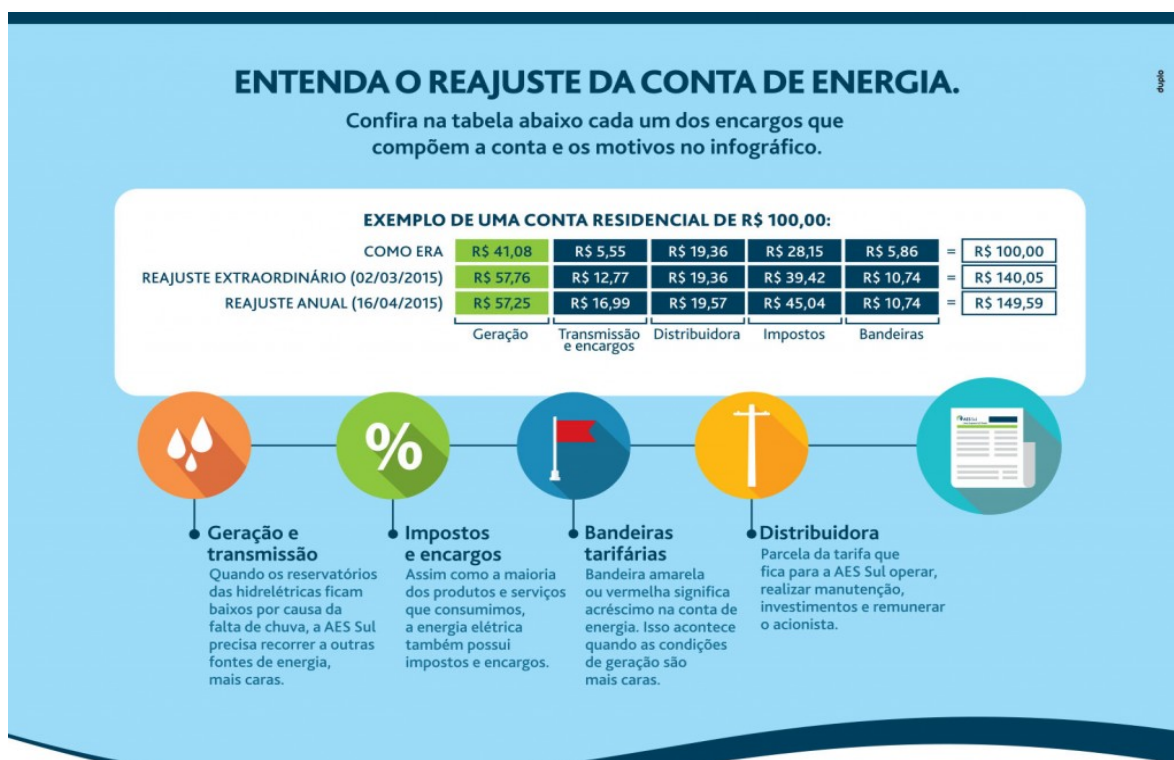 duplo
ENTENDA O REAJUSTE DA CONTA DE ENERGIA.
Confira na tabela abaixo cada um dos encargos que
compõem a conta e os motivos no infográfico.
EXEMPLO DE UMA CONTA RESIDENCIAL DE R$ 100,00:
COMO ERA R$ 41,08 R$ 5,55 R$ 19,36 R$ 28,15 R$ 5,86 = R$ 100,00
REAJUSTE EXTRAORDINÁRIO (02/03/2015) R$ 57,76 R$ 12,77 R$ 19,36 R$ 39,42 R$ 10,74 = R$ 140,05
REAJUSTE ANUAL (16/04/2015) R$ 57,25 R$ 16,99 R$ 19,57 R$ 45,04 R$ 10,74 = R$ 149,59
Geração Transmissão Distribuidora Impostos Bandeiras
e encargos
%
Geração e
transmissão
Quando os reservatórios
das hidrelétricas ficam
baixos por causa da
falta de chuva, a AES Sul
precisa recorrer a outras
fontes de energia,
mais caras.
Impostos
e encargos
Assim como a maioria
dos produtos e serviços
que consumimos,
a energia elétrica
também possui
impostos e encargos.
Bandeiras
tarifárias
Bandeira amarela
ou vermelha significa
acréscimo na conta de
energia. Isso acontece
quando as condições
de geração são
mais caras.
Distribuidora
Parcela da tarifa que
fica para a AES Sul operar,
realizar manutenção,
investimentos e remunerar
o acionista.